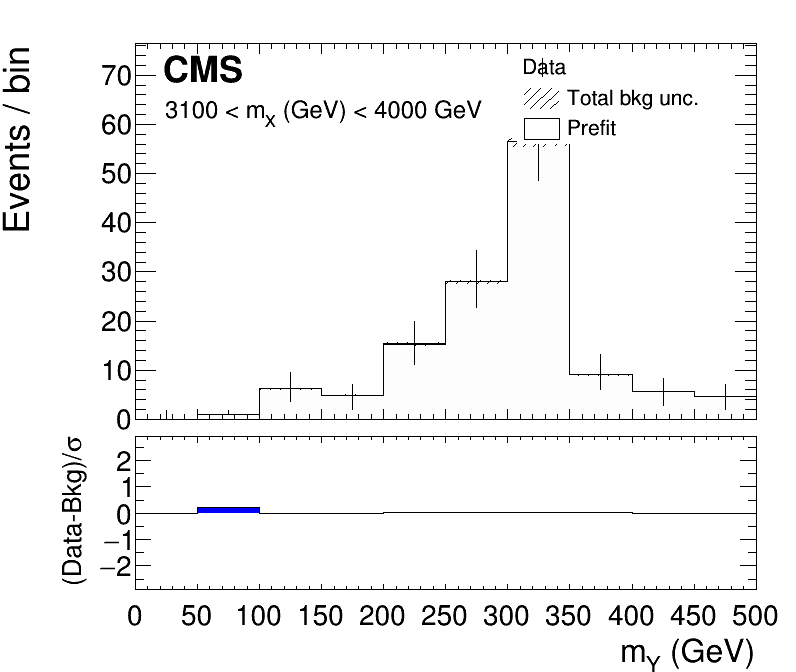 Events / bin
CMS
3100 < mX (GeV) < 4000 GeV
Data
Total bkg unc.
Prefit
70
60
50
40
30
20
10
0
(Data-Bkg)/σ
2
1
0
−1
−2
0 50 100 150 200 250 300 350 400 450 500
mY (GeV)